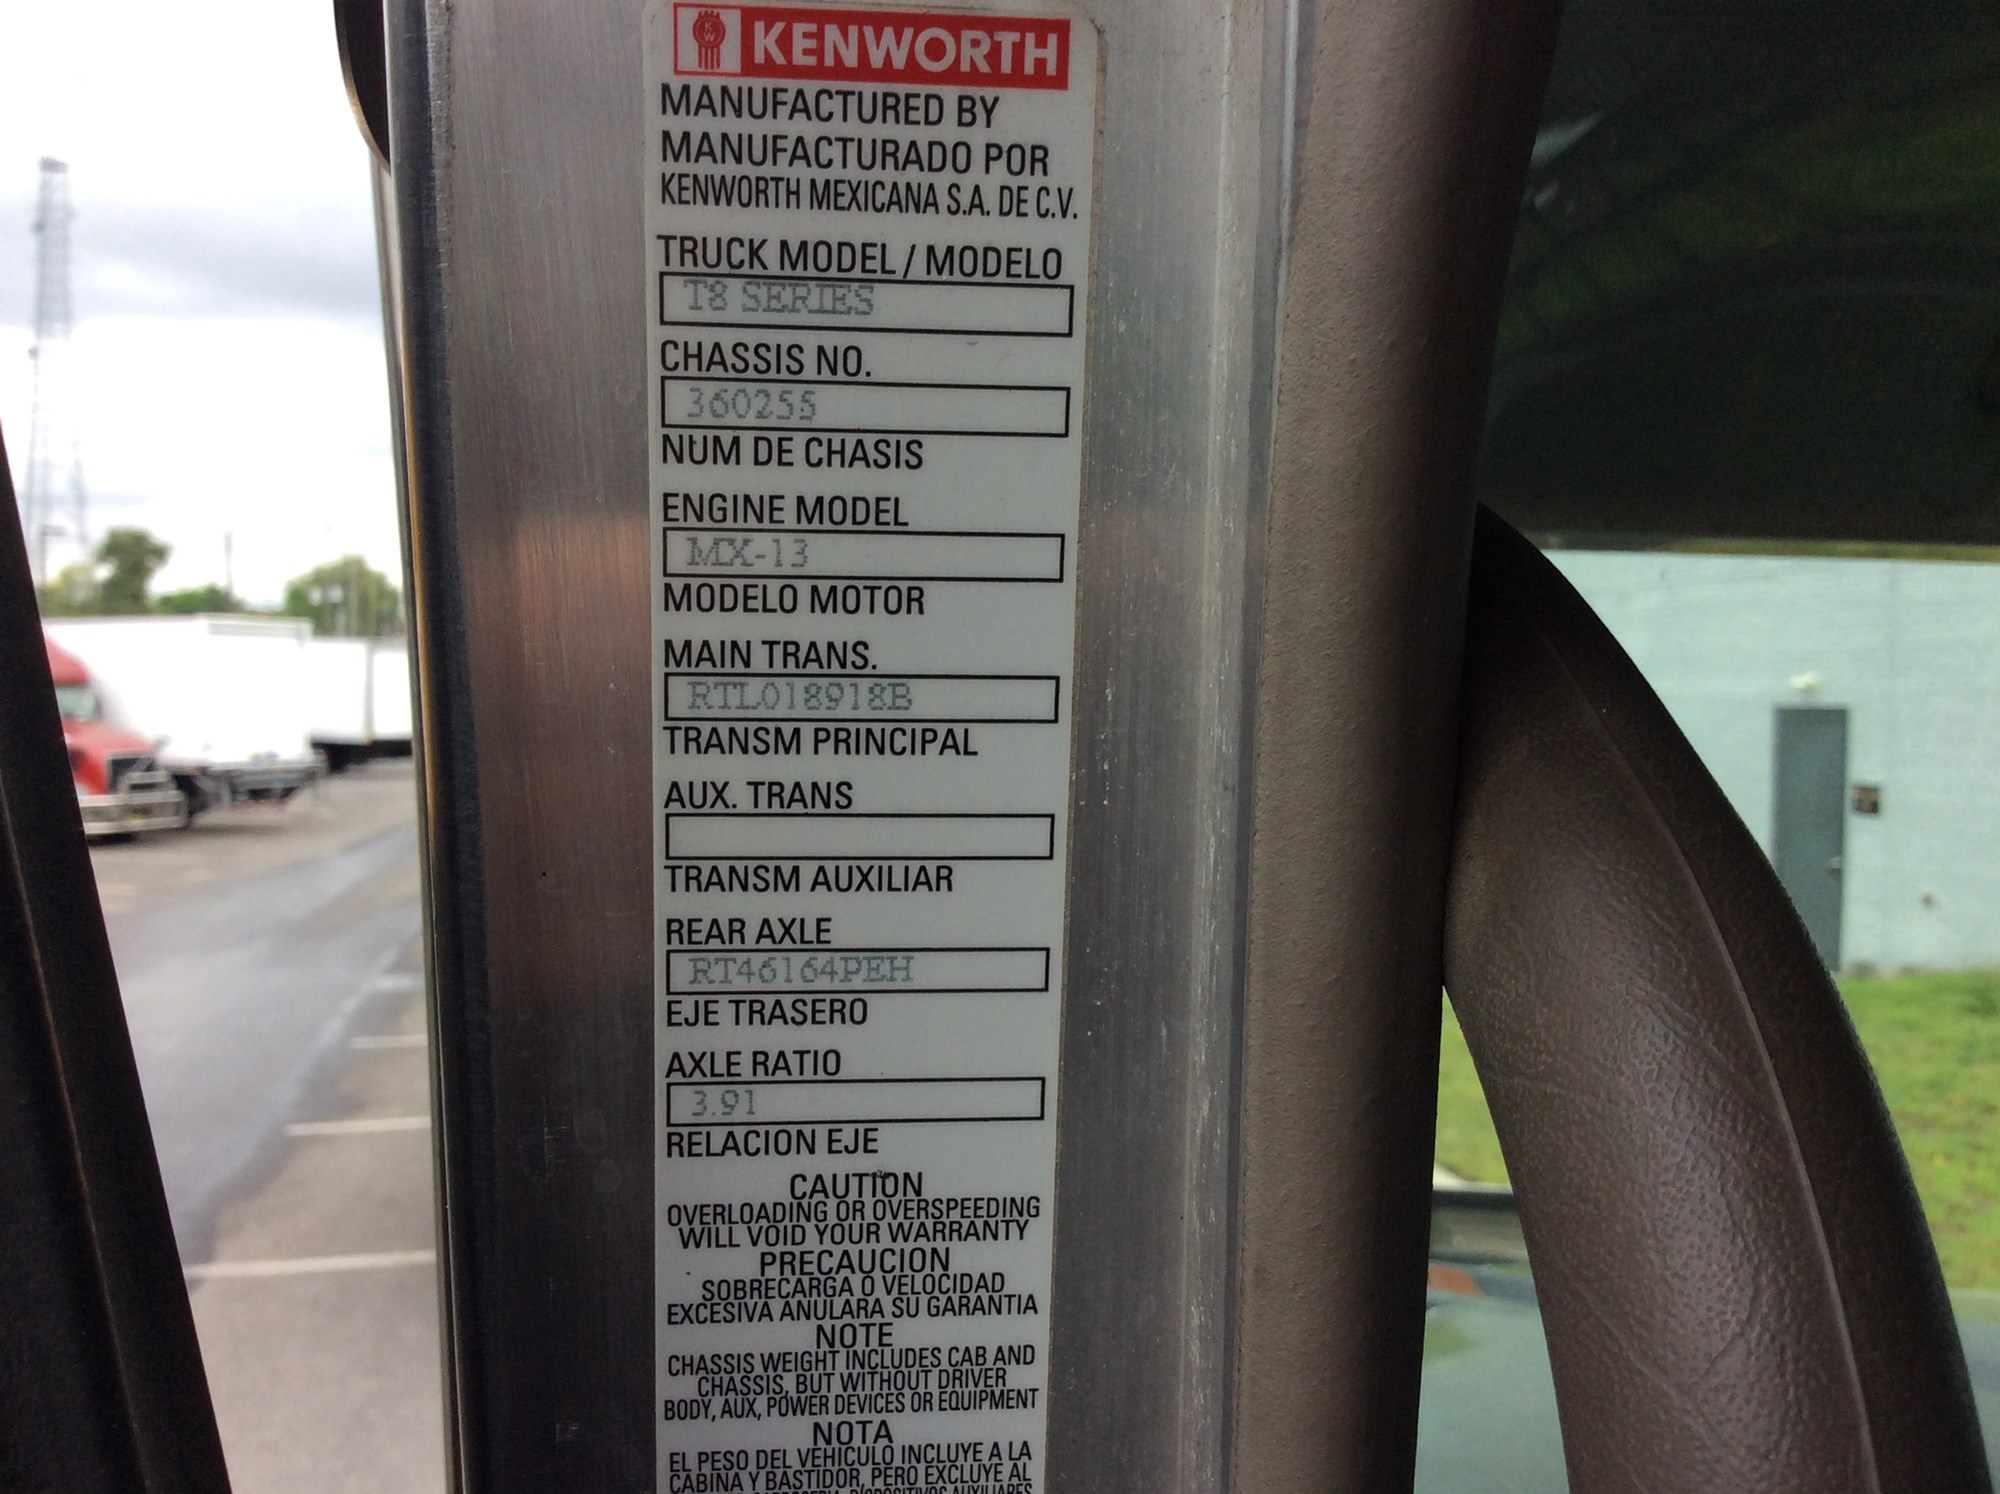 KW KENWORTH
MANUFACTURED BY
MANUFACTURADO POR
KENWORTH MEXICANA S.A. DE C.V.
TRUCK MODEL / MODELO
T8 SERIES
CHASSIS NO.
360255
NUM DE CHASIS
ENGINE MODEL
MX-13
MODELO MOTOR
MAIN TRANS.
RTLO18918B
TRANSM PRINCIPAL
AUX. TRANS
TRANSM AUXILIAR
REAR AXLE
RT46164PEH
EJE TRASERO
AXLE RATIO
3.91
RELACION EJE
CAUTION
OVERLOADING OR OVERSPEEDING
WILL VOID YOUR WARRANTY
PRECAUCION
SOBRECARGA O VELOCIDAD
EXCESIVA ANULARA SU GARANTIA
NOTE
CHASSIS WEIGHT INCLUDES CAB AND
CHASSIS, BUT WITHOUT DRIVER
BODY, AUX, POWER DEVICES OR EQUIPMENT
NOTA
EL PESO DEL VEHICULO INCLUYE A LA
CABINA Y BASTIDOR, PERO EXCLUYE AL
DISPOSITIVOS AUXILIARES